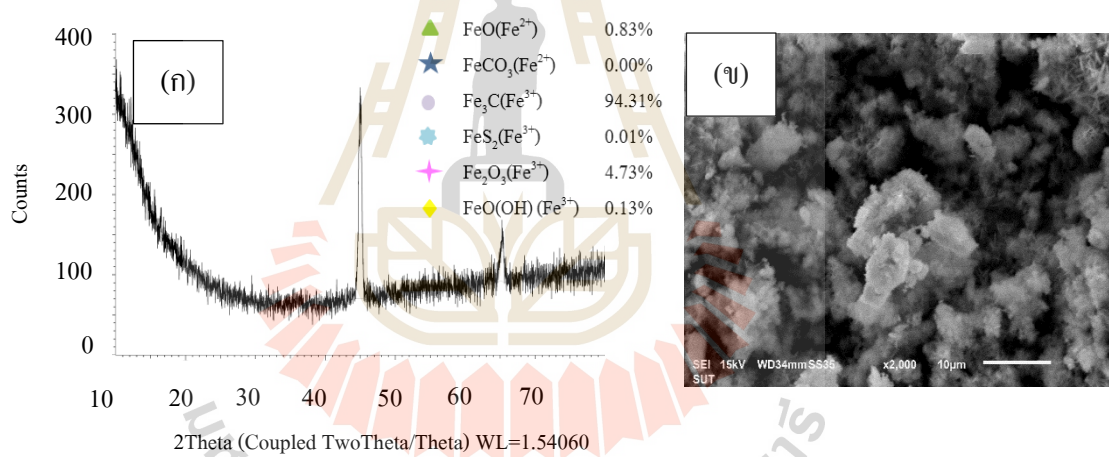 (ก)
400
300
200
100
0
Counts
10 20 30 40 50 60 70
2Theta (Coupled TwoTheta/Theta) WL=1.54060
FeO(Fe²⁺) 0.83%
FeCO₃(Fe²⁺) 0.00%
Fe₃C(Fe³⁺) 94.31%
FeS₂(Fe³⁺) 0.01%
Fe₂O₃(Fe³⁺) 4.73%
FeO(OH) (Fe³⁺) 0.13%
(ข)
SEI 15kV WD34mmSS35 x2,000 10μm
SUT